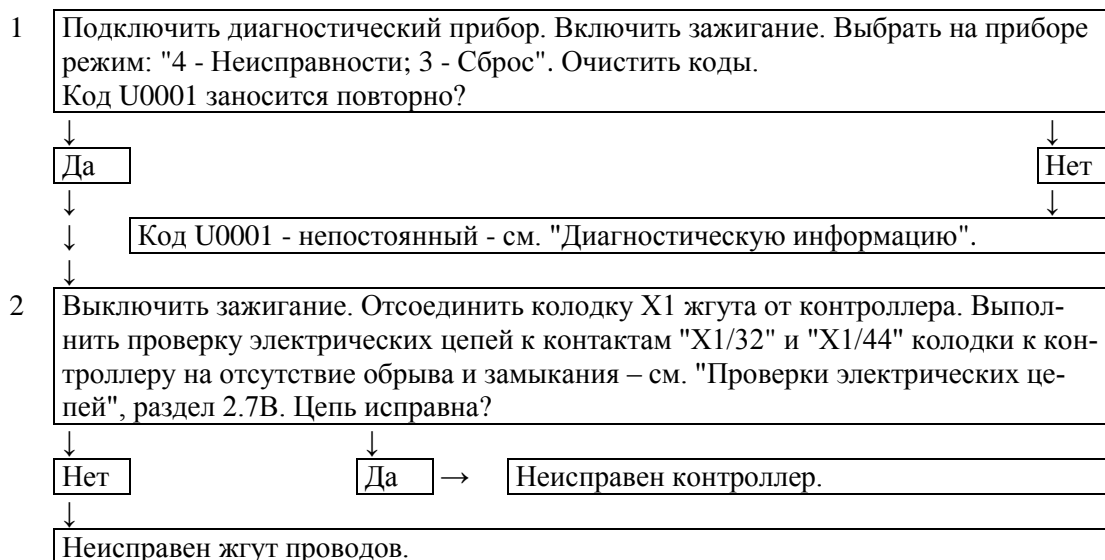 1 Подключить диагностический прибор. Включить зажигание. Выбрать на приборе
режим: "4 - Неисправности; 3 - Сброс". Очистить коды.
Код U0001 заносится повторно?
↓ ↓
Да Нет
↓ ↓
↓ Код U0001 - непостоянный - см. "Диагностическую информацию".
↓
2 Выключить зажигание. Отсоединить колодку Х1 жгута от контроллера. Выпол-
нить проверку электрических цепей к контактам "Х1/32" и "Х1/44" колодки к кон-
троллеру на отсутствие обрыва и замыкания – см. "Проверки электрических це-
пей", раздел 2.7В. Цепь исправна?
↓ ↓
Нет Да → Неисправен контроллер.
↓
Неисправен жгут проводов.